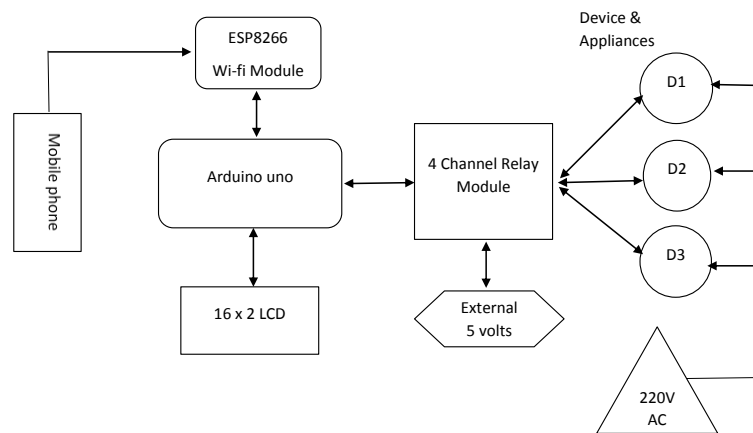 ESP8266
Wi-fi Module
Device &
Appliances
Mobile phone
Arduino uno
4 Channel Relay
Module
D1
D2
D3
16 x 2 LCD
External
5 volts
220V
AC